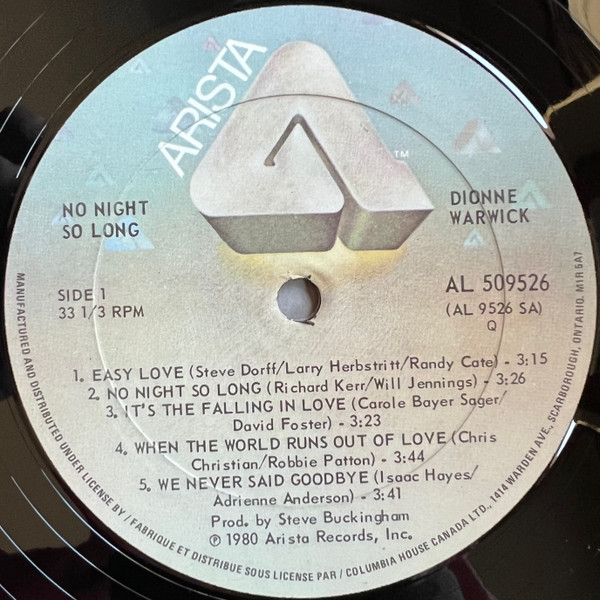 ARISTA
TM
NO NIGHT
SO LONG
DIONNE
WARWICK
SIDE 1
33 1/3 RPM
AL 509526
(AL 9526 SA)
Q
1. EASY LOVE (Steve Dorff/Larry Herbstritt/Randy Cate) - 3:15
2. NO NIGHT SO LONG (Richard Kerr/Will Jennings) - 3:26
3. IT'S THE FALLING IN LOVE (Carole Bayer Sager/
David Foster) - 3:23
4. WHEN THE WORLD RUNS OUT OF LOVE (Chris
Christian/Robbie Patton) - 3:44
5. WE NEVER SAID GOODBYE (Isaac Hayes/
Adrienne Anderson) - 3:41
Prod. by Steve Buckingham
℗ 1980 Arista Records, Inc.
MANUFACTURED AND DISTRIBUTED UNDER LICENSE BY / FABRIQUE ET DISTRIBUE SOUS LICENSE PAR / COLUMBIA HOUSE CANADA LTD., 1414 WARDEN AVE., SCARBOROUGH, ONTARIO. M1R 5A7